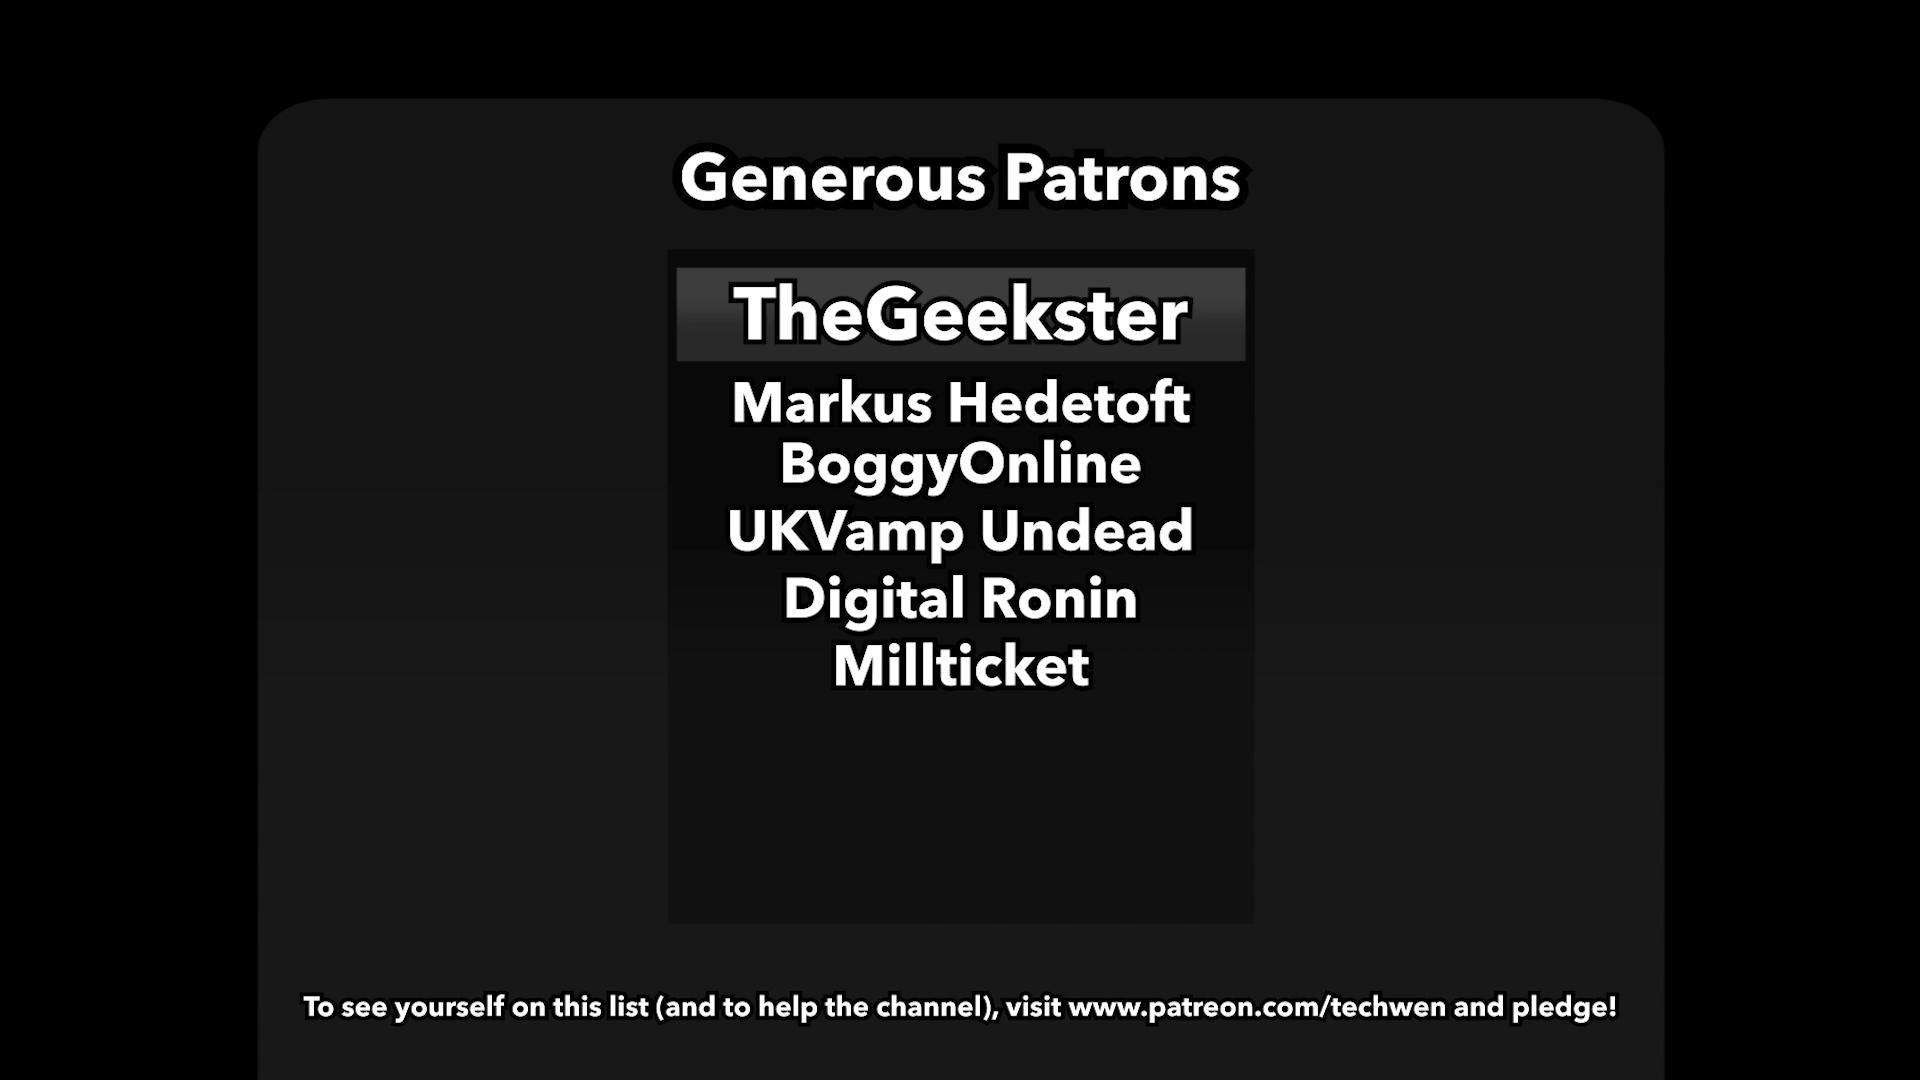 Generous Patrons
TheGeekster
Markus Hedetoft
BoggyOnline
UKVamp Undead
Digital Ronin
Millticket
To see yourself on this list (and to help the channel), visit www.patreon.com/techwen and pledge!